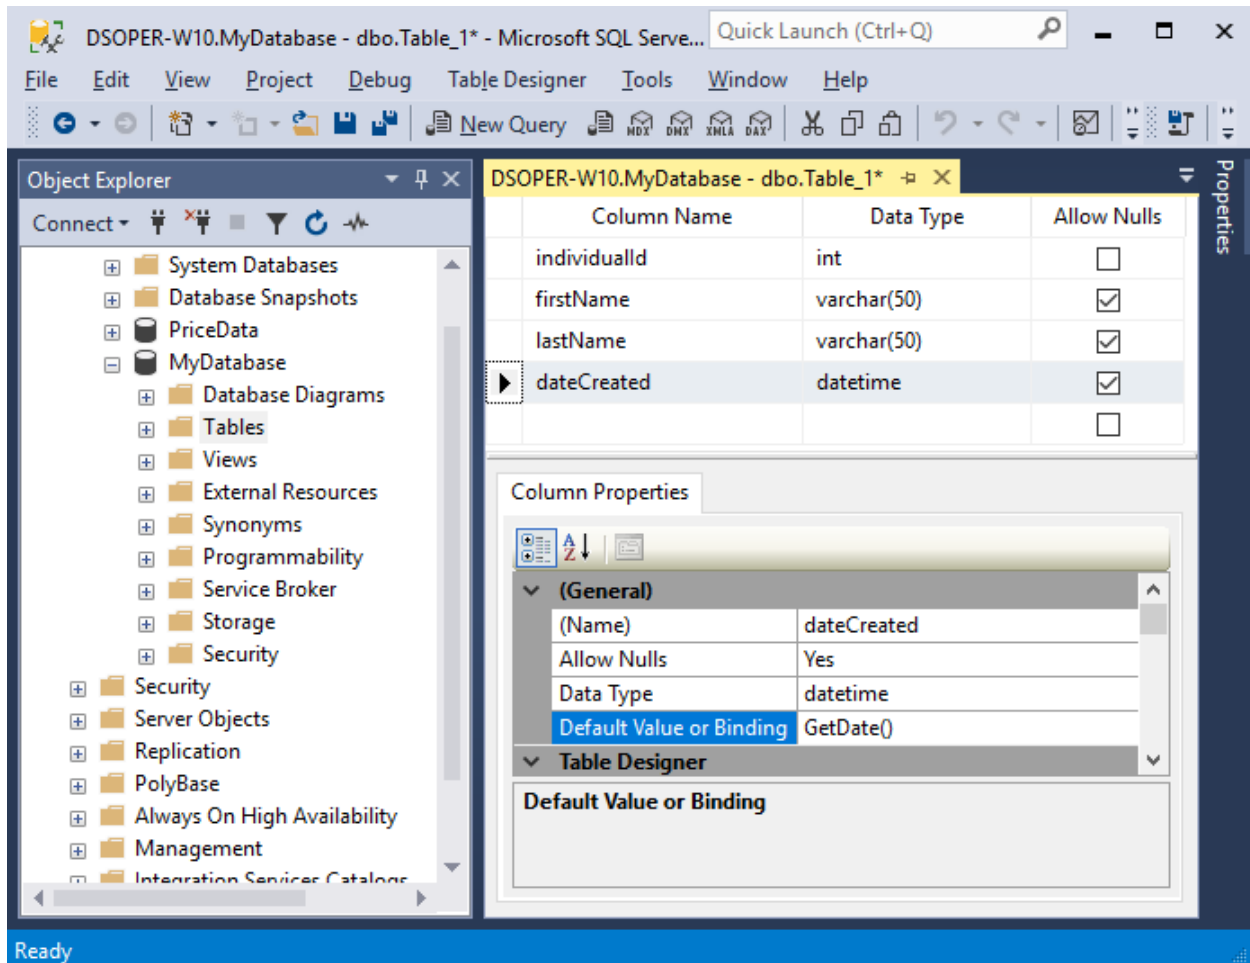 DSOPER-W10.MyDatabase - dbo.Table_1* - Microsoft SQL Serve...
Quick Launch (Ctrl+Q)
File Edit View Project Debug Table Designer Tools Window Help
New Query MDX DMX XMLA DAX
Object Explorer
Connect
System Databases
Database Snapshots
PriceData
MyDatabase
Database Diagrams
Tables
Views
External Resources
Synonyms
Programmability
Service Broker
Storage
Security
Security
Server Objects
Replication
PolyBase
Always On High Availability
Management
Integration Services Catalogs
DSOPER-W10.MyDatabase - dbo.Table_1*
Column Name Data Type Allow Nulls
individualId int
firstName varchar(50)
lastName varchar(50)
dateCreated datetime
Column Properties
A
Z
(General)
(Name) dateCreated
Allow Nulls Yes
Data Type datetime
Default Value or Binding GetDate()
Table Designer
Default Value or Binding
Properties
Ready